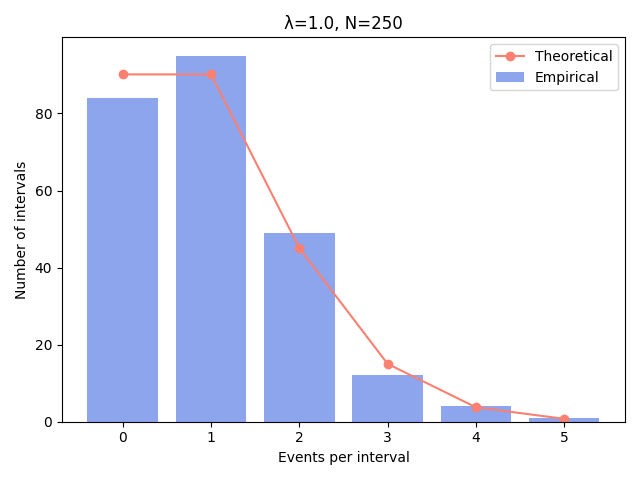 λ=1.0, N=250
Theoretical
Empirical
Number of intervals
80
60
40
20
0
0 1 2 3 4 5
Events per interval